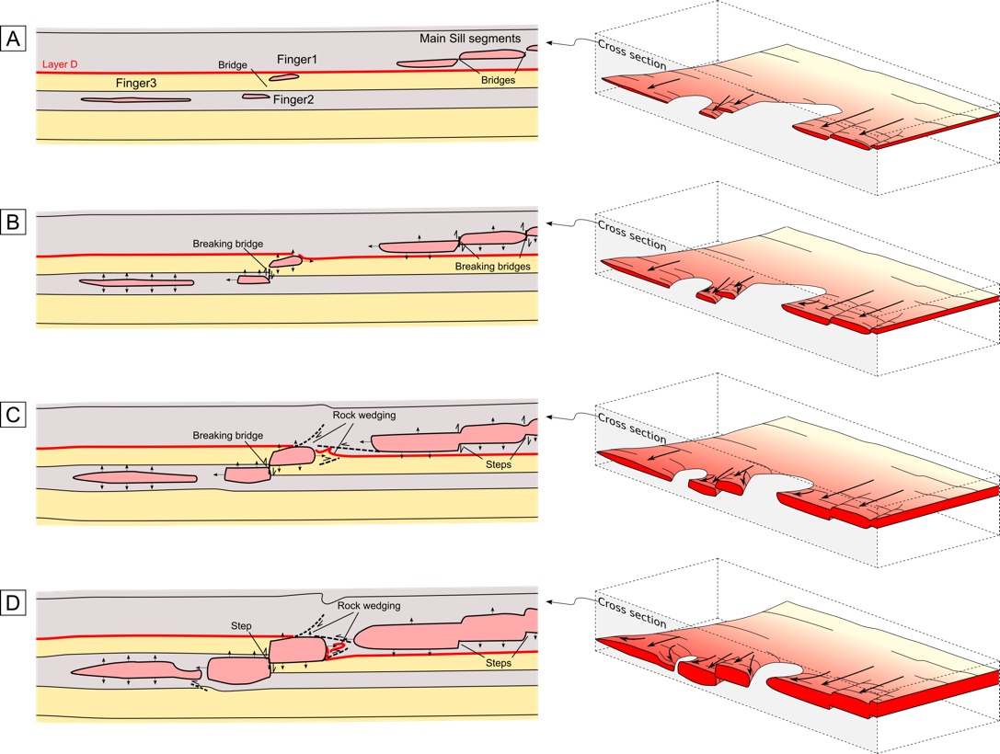 A
Main Sill segments
Layer D
Bridge
Finger1
Finger3
Finger2
Bridges
Cross section
B
Breaking bridge
Breaking bridges
Cross section
C
Rock wedging
Breaking bridge
Steps
Cross section
D
Rock wedging
Step
Steps
Cross section